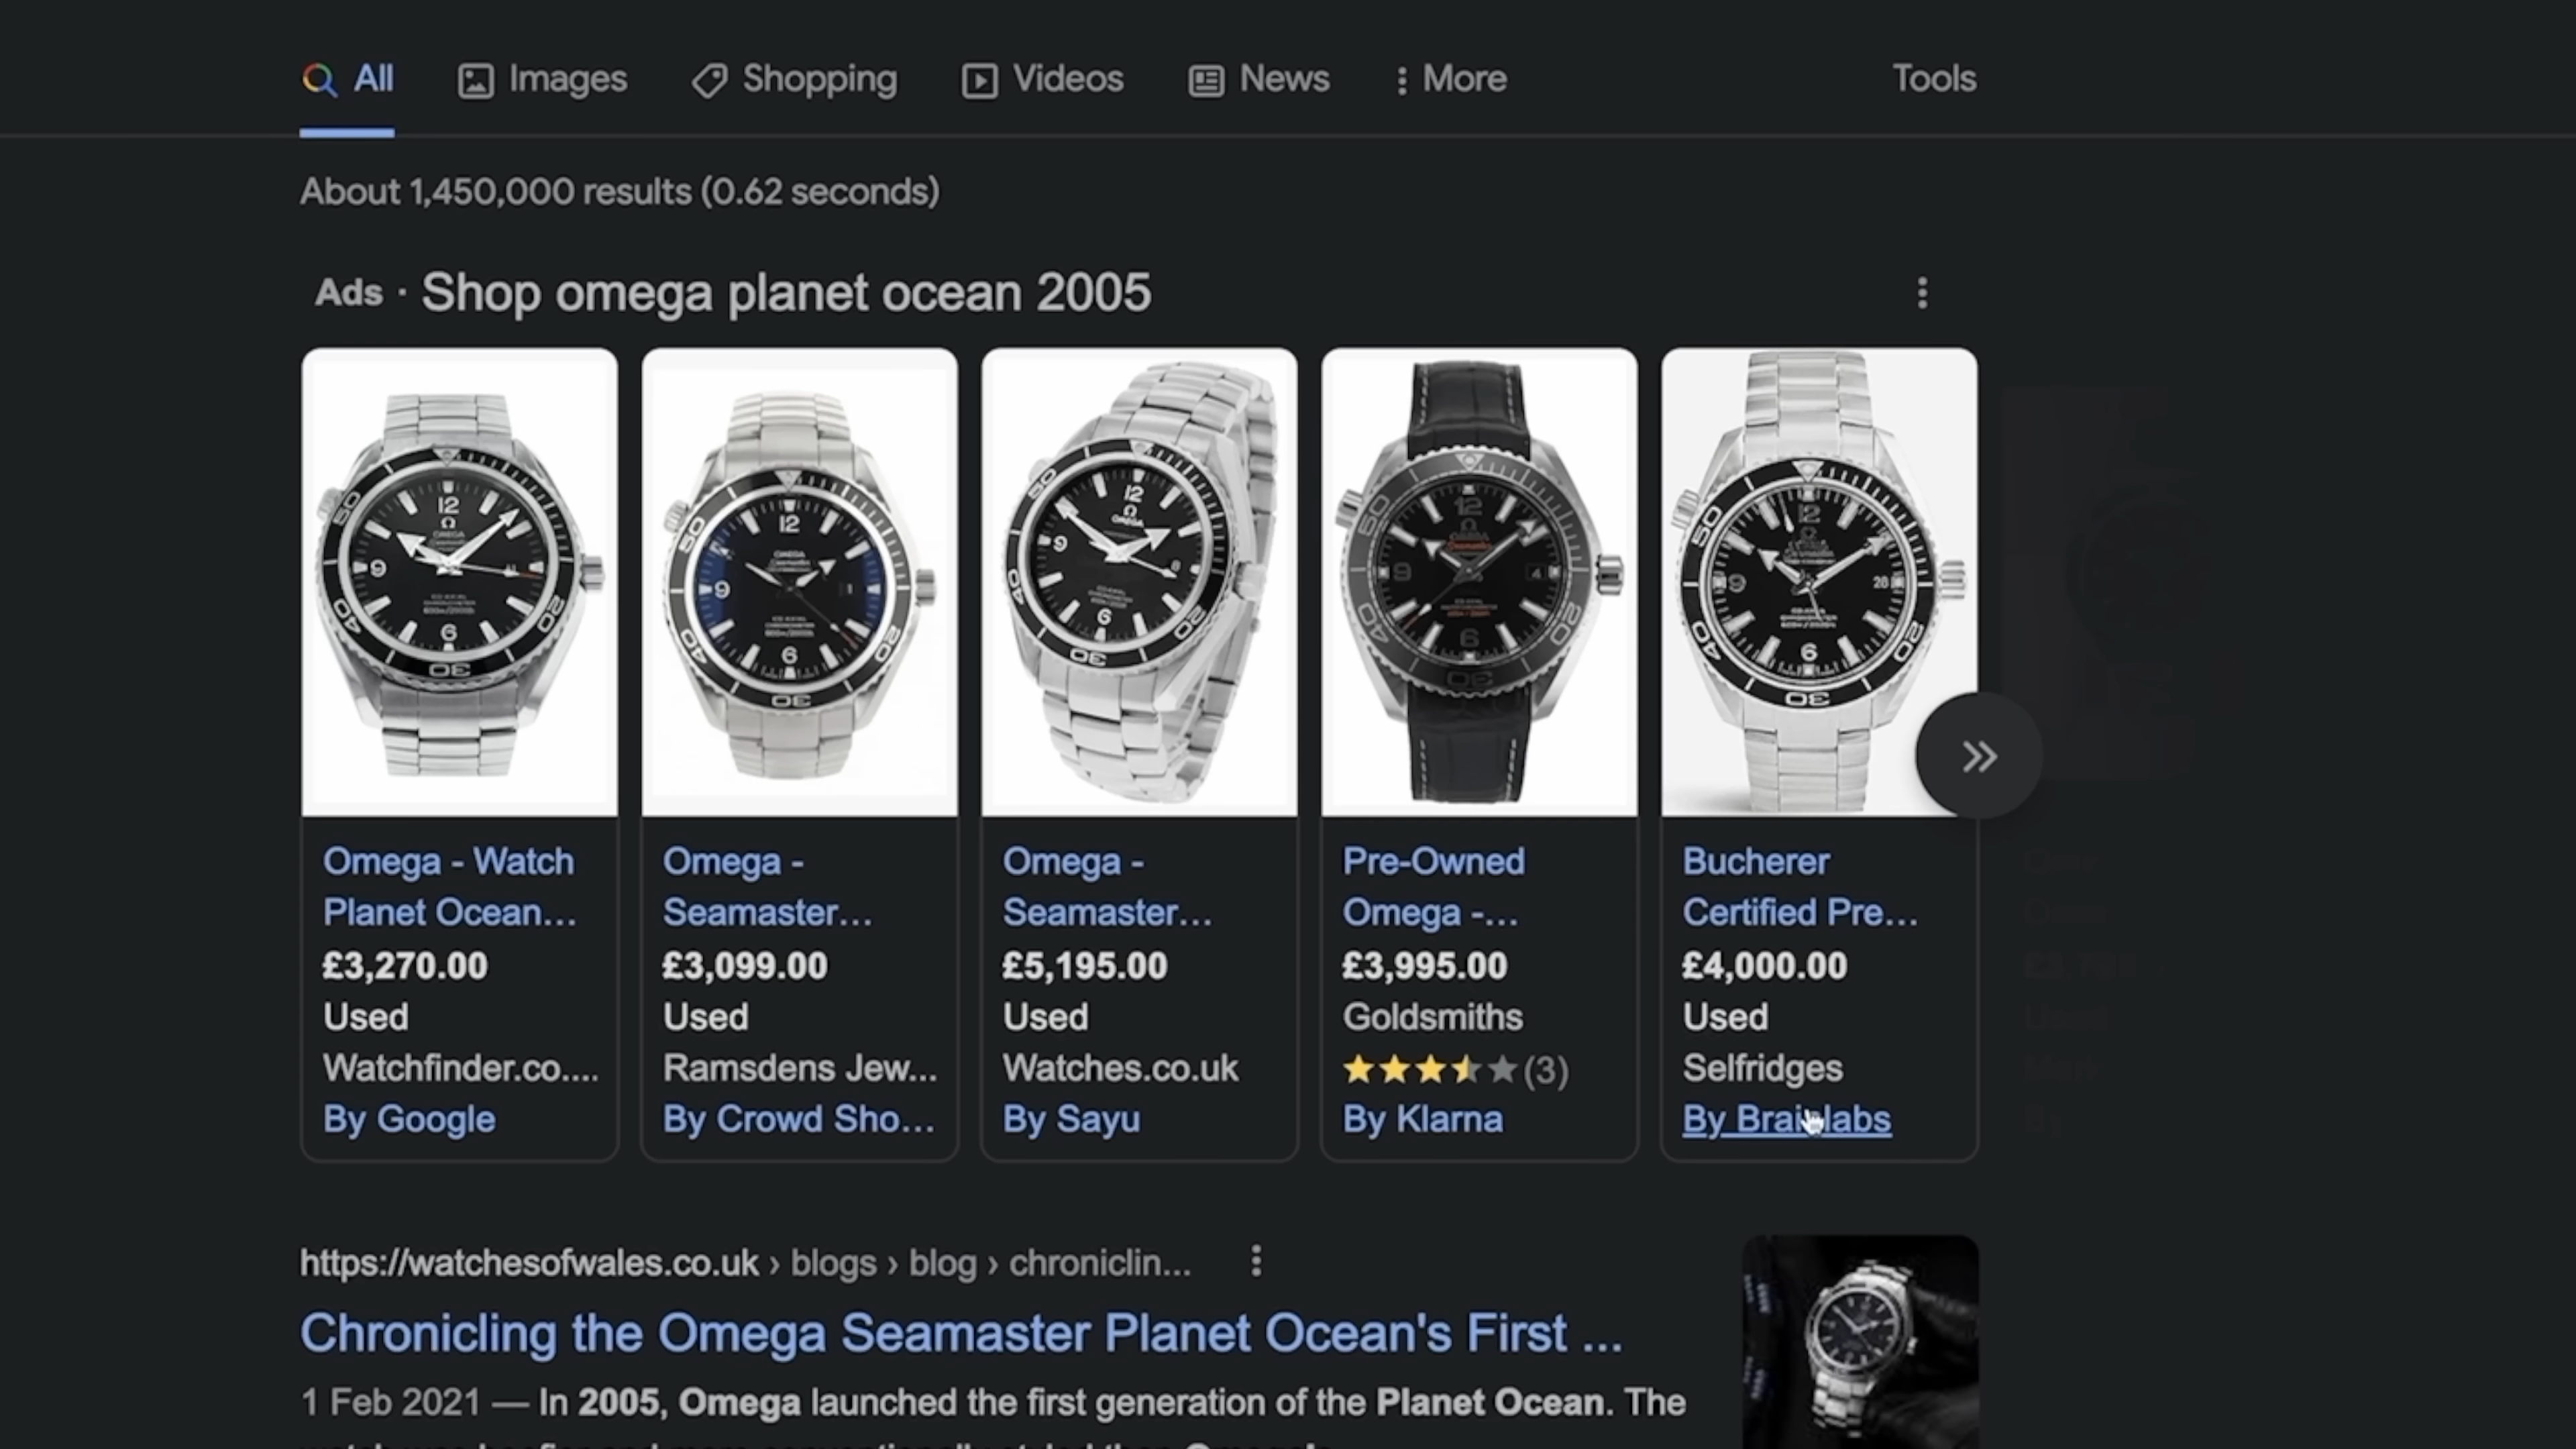 All Images Shopping Videos News More Tools
About 1,450,000 results (0.62 seconds)
Ads · Shop omega planet ocean 2005
Omega - Watch
Planet Ocean...
£3,270.00
Used
Watchfinder.co....
By Google
Omega -
Seamaster...
£3,099.00
Used
Ramsdens Jew...
By Crowd Sho...
Omega -
Seamaster...
£5,195.00
Used
Watches.co.uk
By Sayu
Pre-Owned
Omega -...
£3,995.00
Goldsmiths
(3)
By Klarna
Bucherer
Certified Pre...
£4,000.00
Used
Selfridges
By Brainlabs
https://watchesofwales.co.uk › blogs › blog › chroniclin...
Chronicling the Omega Seamaster Planet Ocean's First ...
1 Feb 2021 — In 2005, Omega launched the first generation of the Planet Ocean. The